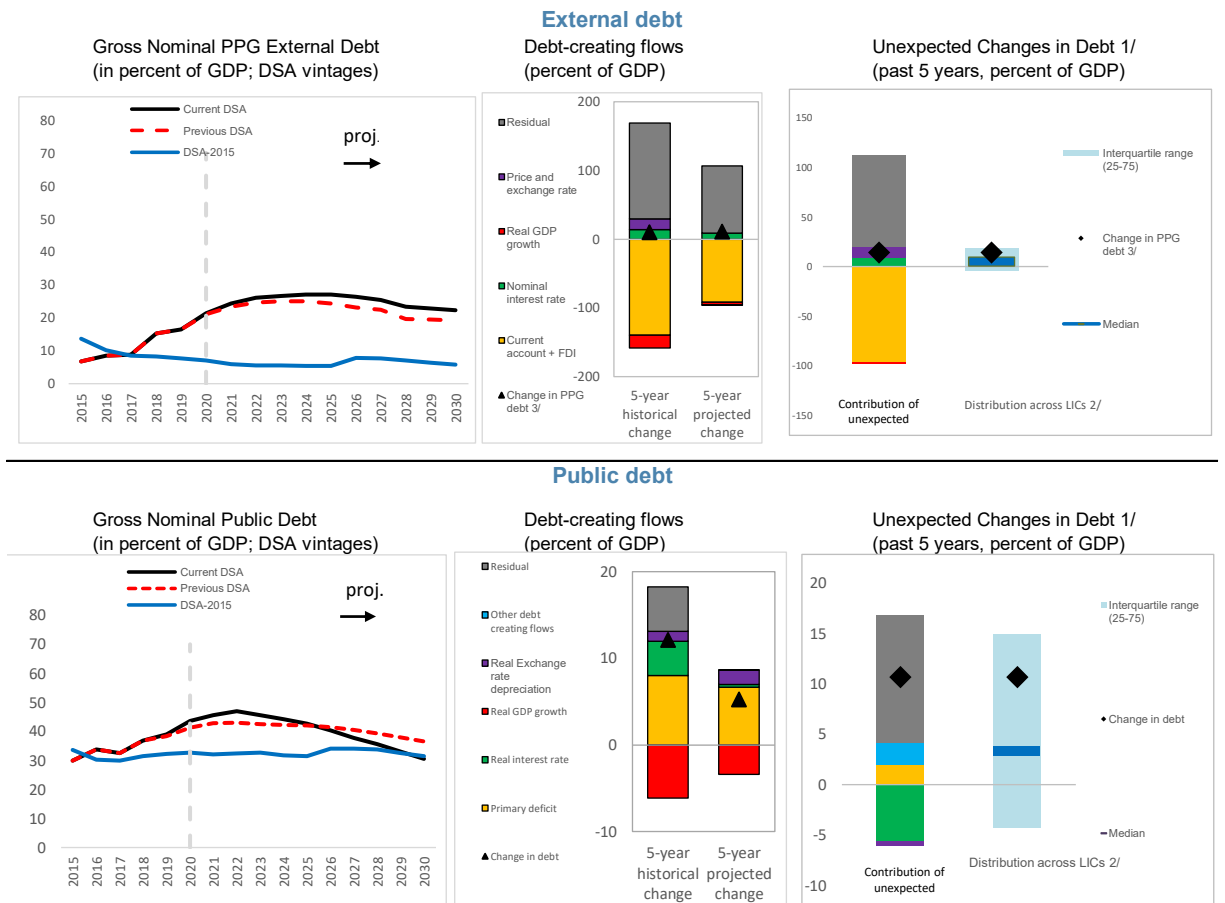 External debt
Gross Nominal PPG External Debt
(in percent of GDP; DSA vintages)
Current DSA
Previous DSA
DSA-2015
proj.
80
70
60
50
40
30
20
10
0
2015
2016
2017
2018
2019
2020
2021
2022
2023
2024
2025
2026
2027
2028
2029
2030
Debt-creating flows
(percent of GDP)
Residual
Price and
exchange rate
Real GDP
growth
Nominal
interest rate
Current
account + FDI
Change in PPG
debt 3/
200
100
0
-100
-200
5-year
historical
change
5-year
projected
change
Unexpected Changes in Debt 1/
(past 5 years, percent of GDP)
150
100
50
0
-50
-100
-150
Contribution of
unexpected
Distribution across LICs 2/
Interquartile range
(25-75)
Change in PPG
debt 3/
Median
Public debt
Gross Nominal Public Debt
(in percent of GDP; DSA vintages)
Current DSA
Previous DSA
DSA-2015
proj.
80
70
60
50
40
30
20
10
0
2015
2016
2017
2018
2019
2020
2021
2022
2023
2024
2025
2026
2027
2028
2029
2030
Debt-creating flows
(percent of GDP)
Residual
Other debt
creating flows
Real Exchange
rate
depreciation
Real GDP growth
Real interest rate
Primary deficit
Change in debt
20
10
0
-10
5-year
historical
change
5-year
projected
change
Unexpected Changes in Debt 1/
(past 5 years, percent of GDP)
20
15
10
5
0
-5
-10
Contribution of
unexpected
Distribution across LICs 2/
Interquartile range
(25-75)
Change in debt
Median